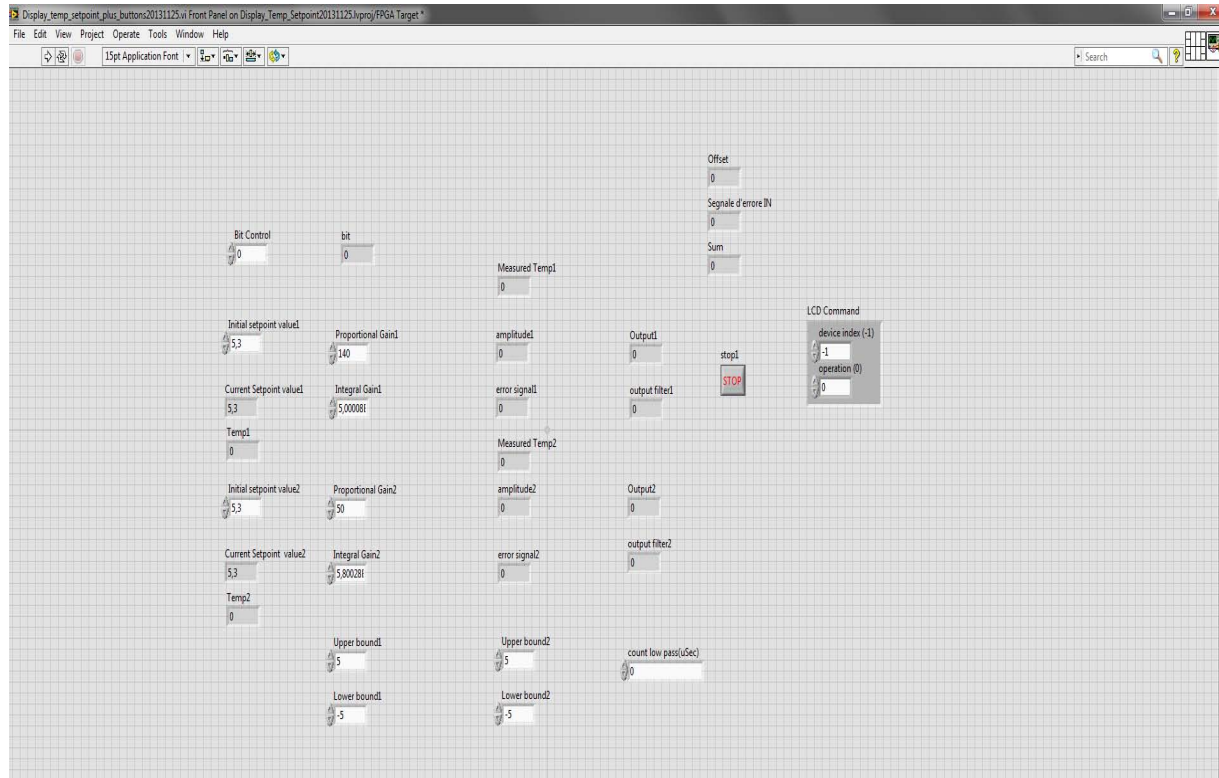 Display_temp_setpoint_plus_buttons20131125.vi Front Panel on Display_Temp_Setpoint20131125.lvproj/FPGA Target *
File Edit View Project Operate Tools Window Help
15pt Application Font
Search
Offset
0
Segnale d'errore IN
0
Sum
0
Bit Control
0
bit
0
Measured Temp1
0
Initial setpoint value1
5,3
Proportional Gain1
140
amplitude1
0
Output1
0
stop1
STOP
LCD Command
device index (-1)
-1
operation (0)
0
Current Setpoint value1
5,3
Integral Gain1
5,00008E
error signal1
0
output filter1
0
Temp1
0
Measured Temp2
0
Initial setpoint value2
5,3
Proportional Gain2
50
amplitude2
0
Output2
0
Current Setpoint value2
5,3
Integral Gain2
5,80028E
error signal2
0
output filter2
0
Temp2
0
Upper bound1
5
Upper bound2
5
count low pass(uSec)
0
Lower bound1
-5
Lower bound2
-5